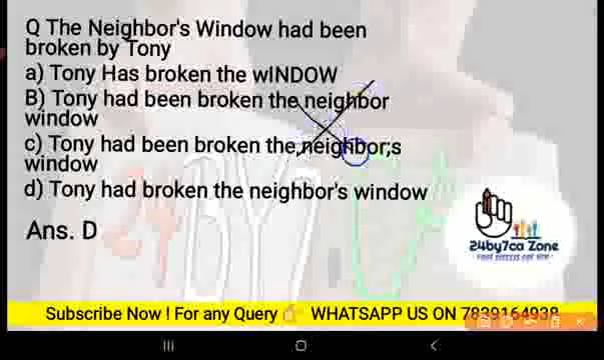 Q The Neighbor's Window had been
broken by Tony
a) Tony Has broken the wINDOW
B) Tony had been broken the neighbor
window
c) Tony had been broken the neighbor;s
window
d) Tony had broken the neighbor's window
Ans. D
24BY7
24by7ca Zone
Subscribe Now ! For any Query WHATSAPP US ON 7839164938